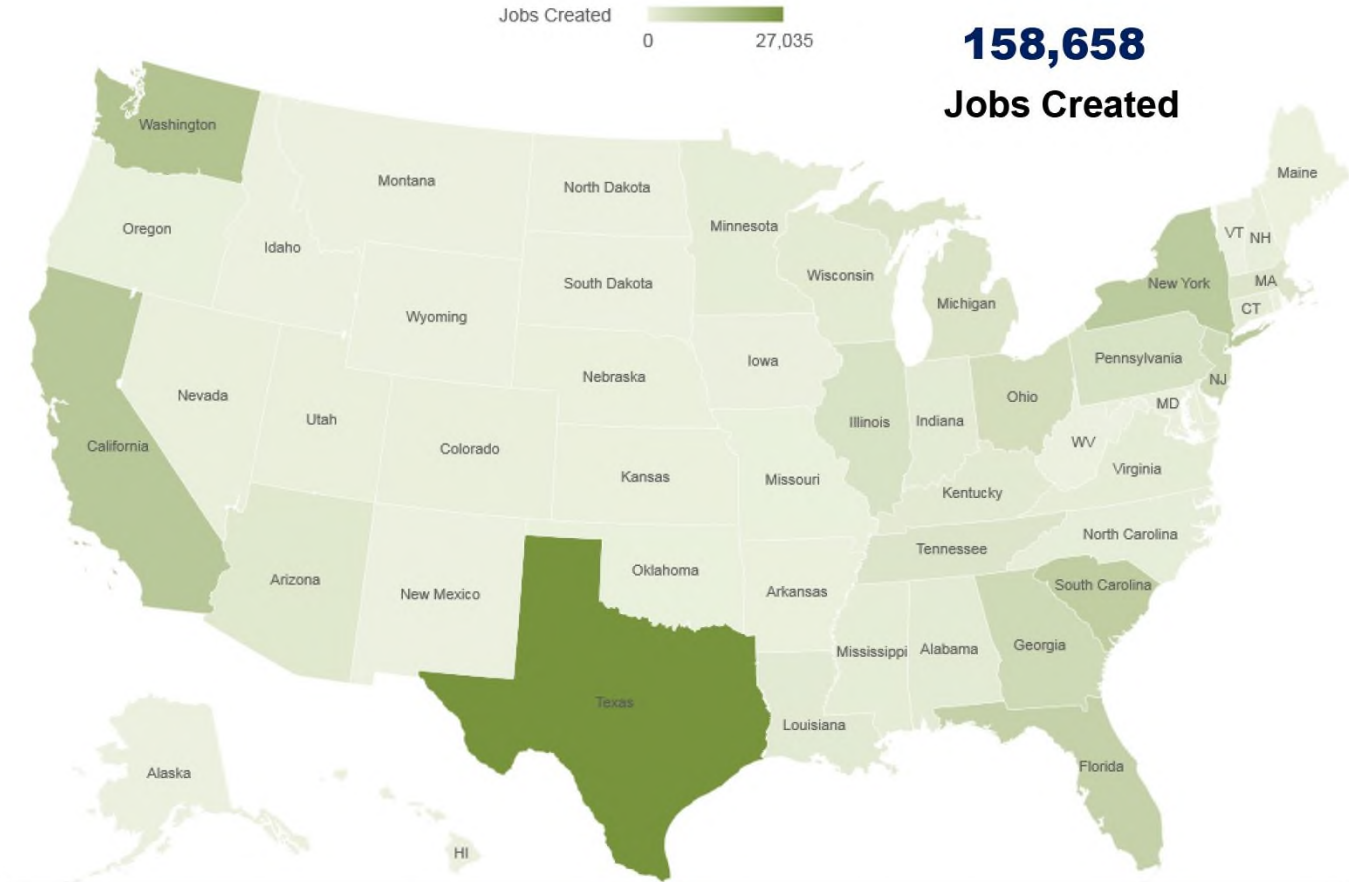 Jobs Created
0
27,035
158,658
Jobs Created
Washington
Maine
Montana
North Dakota
Oregon
Minnesota
VT
NH
Idaho
Wisconsin
MA
South Dakota
New York
Michigan
CT
Wyoming
Iowa
Pennsylvania
Nebraska
NJ
Nevada
Ohio
MD
Utah
Illinois
Indiana
California
Colorado
WV
Kansas
Missouri
Virginia
Kentucky
North Carolina
Tennessee
Oklahoma
Arizona
South Carolina
New Mexico
Arkansas
Mississippi
Alabama
Georgia
Texas
Louisiana
Florida
Alaska
HI